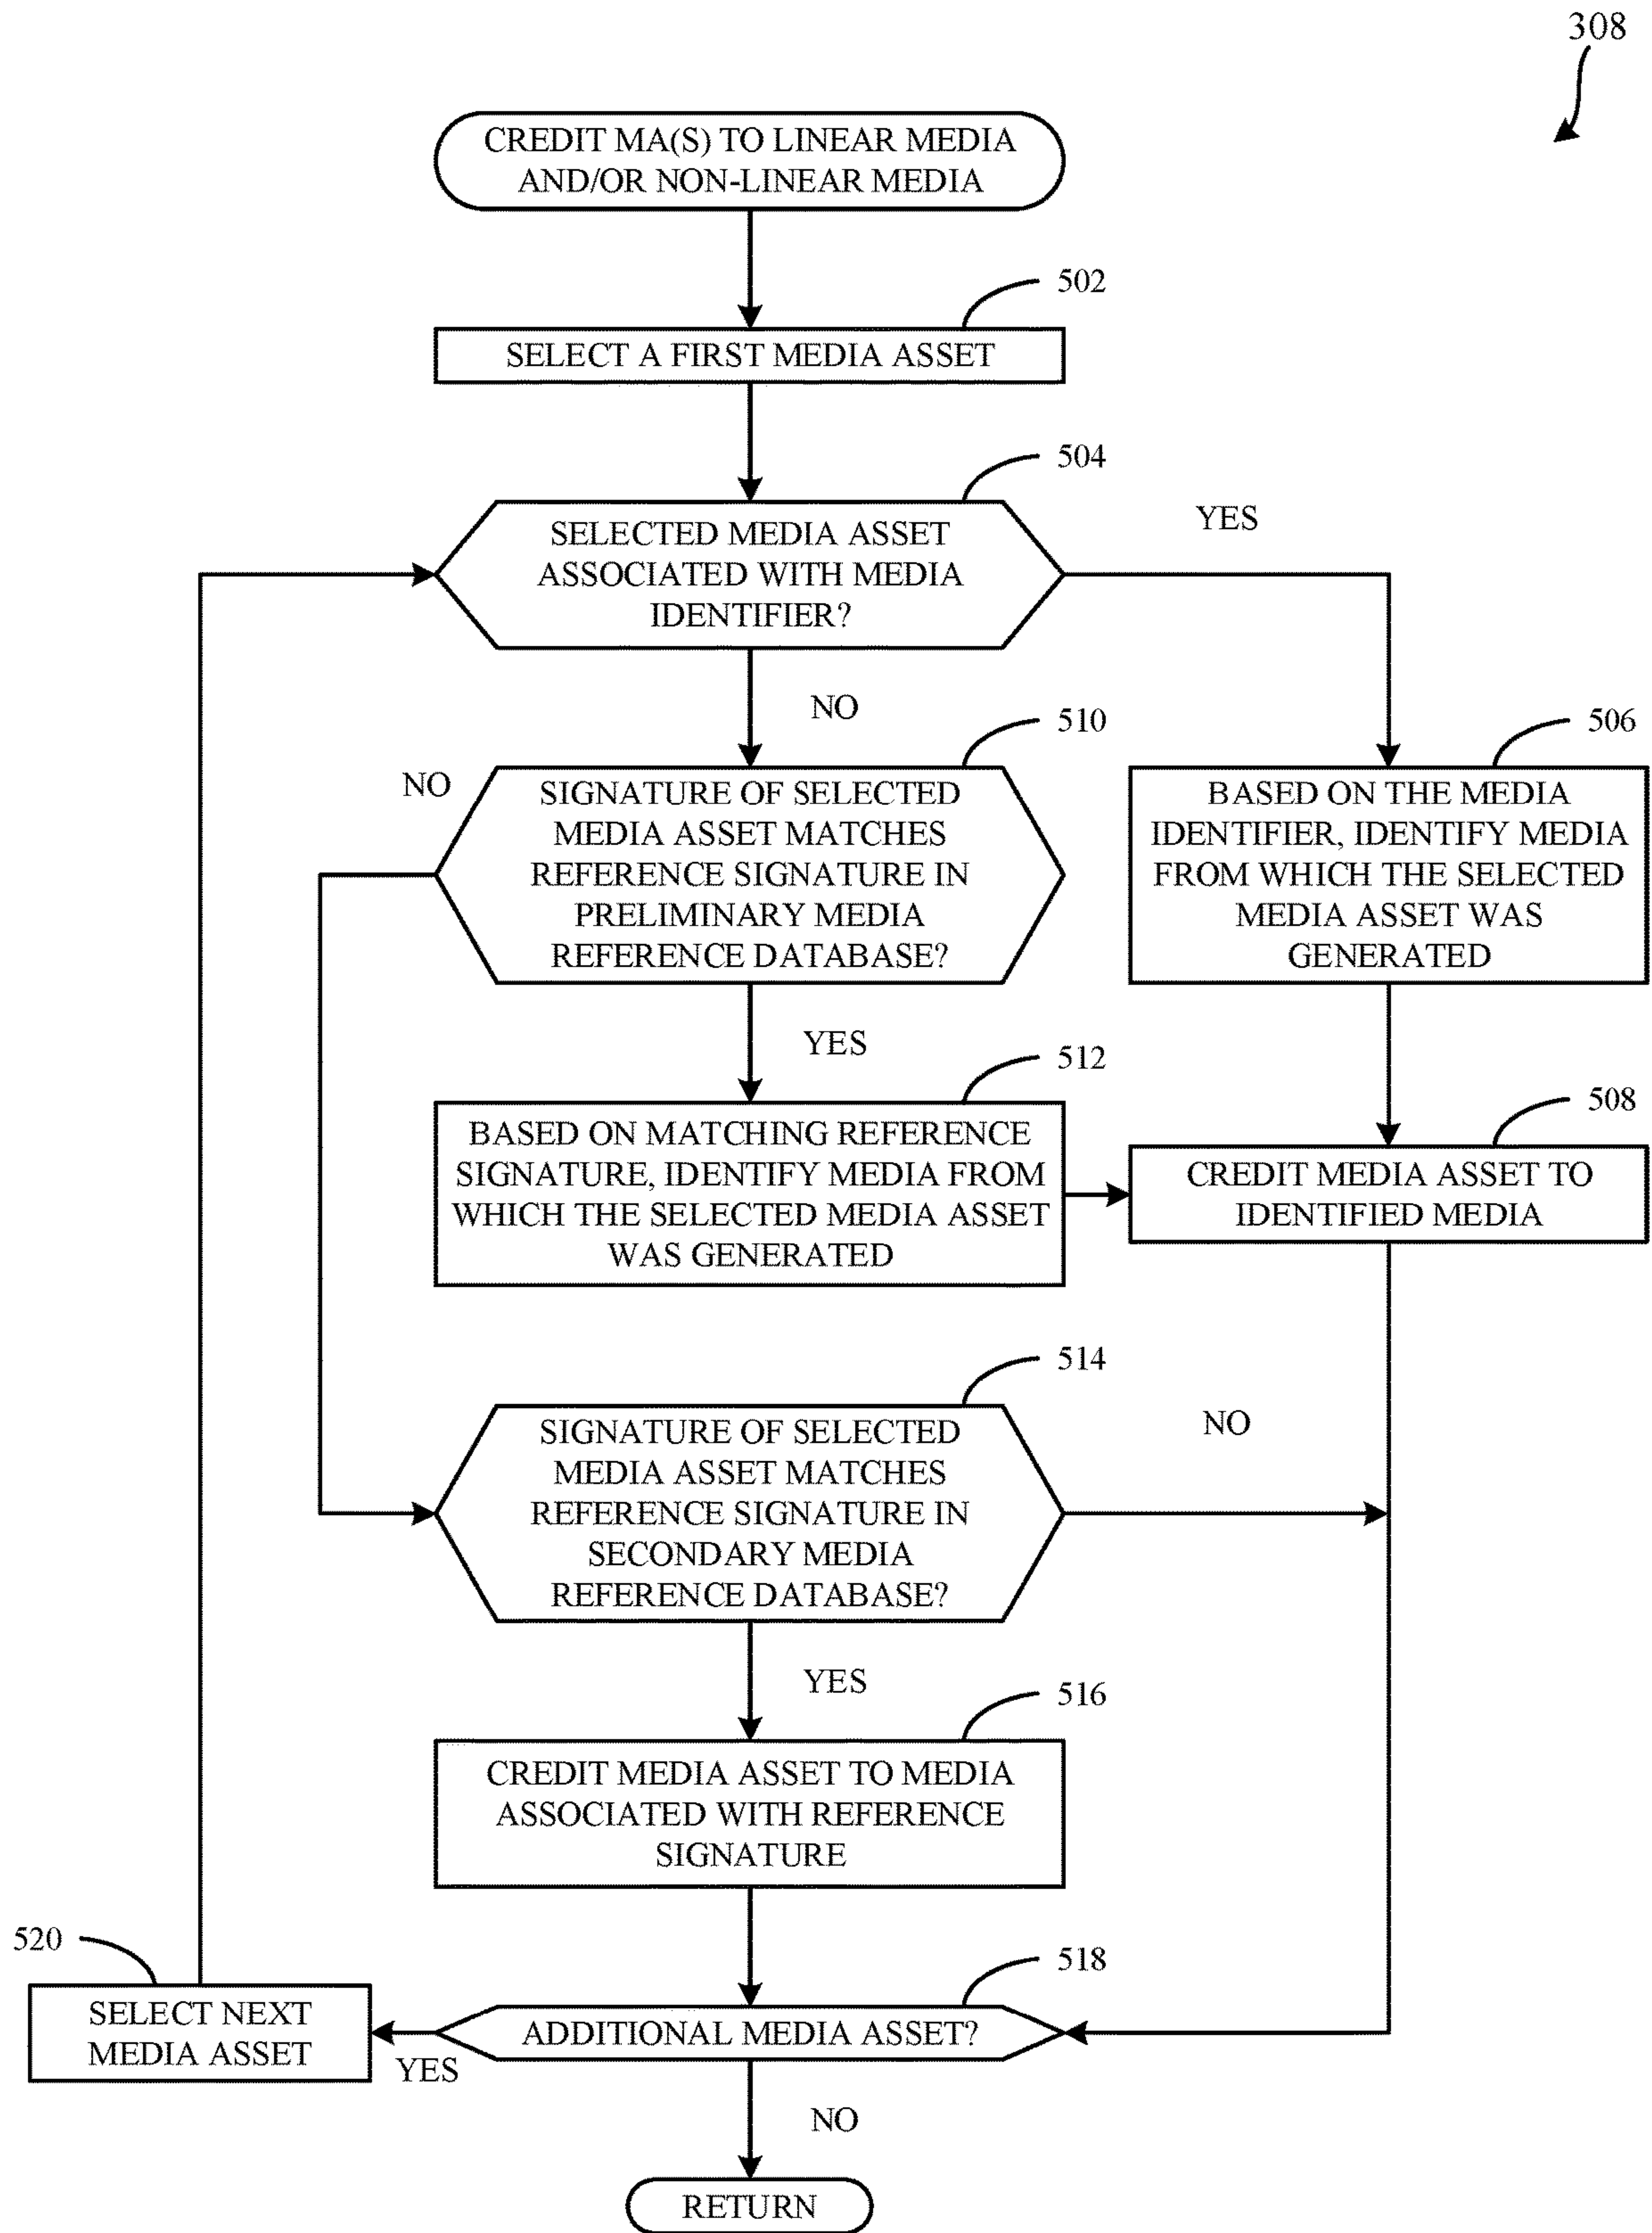 308
CREDIT MA(S) TO LINEAR MEDIA
AND/OR NON-LINEAR MEDIA
502
SELECT A FIRST MEDIA ASSET
504
SELECTED MEDIA ASSET
ASSOCIATED WITH MEDIA
IDENTIFIER?
YES
NO
510
506
NO
SIGNATURE OF SELECTED
MEDIA ASSET MATCHES
REFERENCE SIGNATURE IN
PRELIMINARY MEDIA
REFERENCE DATABASE?
BASED ON THE MEDIA
IDENTIFIER, IDENTIFY MEDIA
FROM WHICH THE SELECTED
MEDIA ASSET WAS
GENERATED
YES
512
508
BASED ON MATCHING REFERENCE
SIGNATURE, IDENTIFY MEDIA FROM
WHICH THE SELECTED MEDIA ASSET
WAS GENERATED
CREDIT MEDIA ASSET TO
IDENTIFIED MEDIA
514
SIGNATURE OF SELECTED
MEDIA ASSET MATCHES
REFERENCE SIGNATURE IN
SECONDARY MEDIA
REFERENCE DATABASE?
NO
YES
516
CREDIT MEDIA ASSET TO MEDIA
ASSOCIATED WITH REFERENCE
SIGNATURE
520
518
SELECT NEXT
MEDIA ASSET
ADDITIONAL MEDIA ASSET?
YES
NO
RETURN